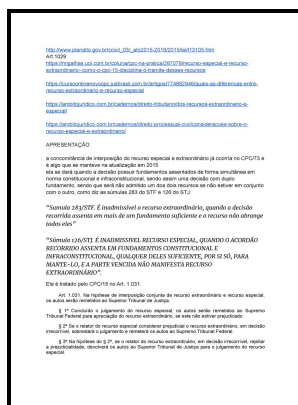 http://www.planalto.gov.br/ccivil_03/_ato2015-2018/2015/lei/l13105.htm
Art 1029
https://migalhas.uol.com.br/coluna/cpc-na-pratica/287078/recurso-especial-e-recurso-
extraordinario--como-o-cpc-15-disciplina-o-tramite-desses-recursos
https://cursoonlinenovocpc.jusbrasil.com.br/artigos/774892946/quais-as-diferencas-entre-
recurso-extraordinario-e-recurso-especial
https://ambitojuridico.com.br/cadernos/direito-tributario/dos-recursos-extraordinario-e-
especial/
https://ambitojuridico.com.br/cadernos/direito-processual-civil/consideracoes-sobre-o-
recurso-especial-e-extraordinario/
APRESENTAÇÃO:
a concomitância de interposição do recurso especial e extraordinário já ocorria no CPC/73 e
é algo que se manteve na atualização em 2015
ela se dará quando a decisão possuir fundamentos assentados de forma simultânea em
norma constitucional e infraconstitucional, sendo assim uma decisão com duplo
fundamento, sendo que será não admitido um dos dois recursos se não estiver em conjunto
com o outro, como diz as súmulas 283 do STF e 126 do STJ:
"Sumula 283/STF. É inadmissível o recurso extraordinário, quando a decisão
recorrida assenta em mais de um fundamento suficiente e o recurso não abrange
todos eles"
"Súmula 126/STJ. É INADMISSIVEL RECURSO ESPECIAL, QUANDO O ACORDÃO
RECORRIDO ASSENTA EM FUNDAMENTOS CONSTITUCIONAL E
INFRACONSTITUCIONAL, QUALQUER DELES SUFICIENTE, POR SI SÓ, PARA
MANTE-LO, E A PARTE VENCIDA NÃO MANIFESTA RECURSO
EXTRAORDINÁRIO".
Ele é tratado pelo CPC/15 no Art. 1.031:
Art. 1.031. Na hipótese de interposição conjunta de recurso extraordinário e recurso especial,
os autos serão remetidos ao Superior Tribunal de Justiça.
§ 1º Concluído o julgamento do recurso especial, os autos serão remetidos ao Supremo
Tribunal Federal para apreciação do recurso extraordinário, se este não estiver prejudicado.
§ 2º Se o relator do recurso especial considerar prejudicial o recurso extraordinário, em decisão
irrecorrível, sobrestará o julgamento e remeterá os autos ao Supremo Tribunal Federal.
§ 3º Na hipótese do § 2º, se o relator do recurso extraordinário, em decisão irrecorrível, rejeitar
a prejudicialidade, devolverá os autos ao Superior Tribunal de Justiça para o julgamento do recurso
especial.